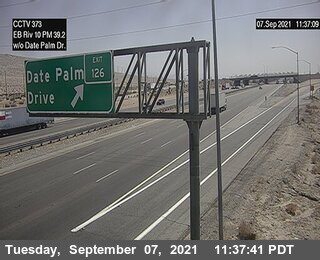 CCTV 373
EB Riv 10 PM 39.2
w/o Date Palm Dr.
07.Sep.2021 11:37:09
EXIT
126
Date Palm
Drive
Tuesday, September 07, 2021 11:37:41 PDT